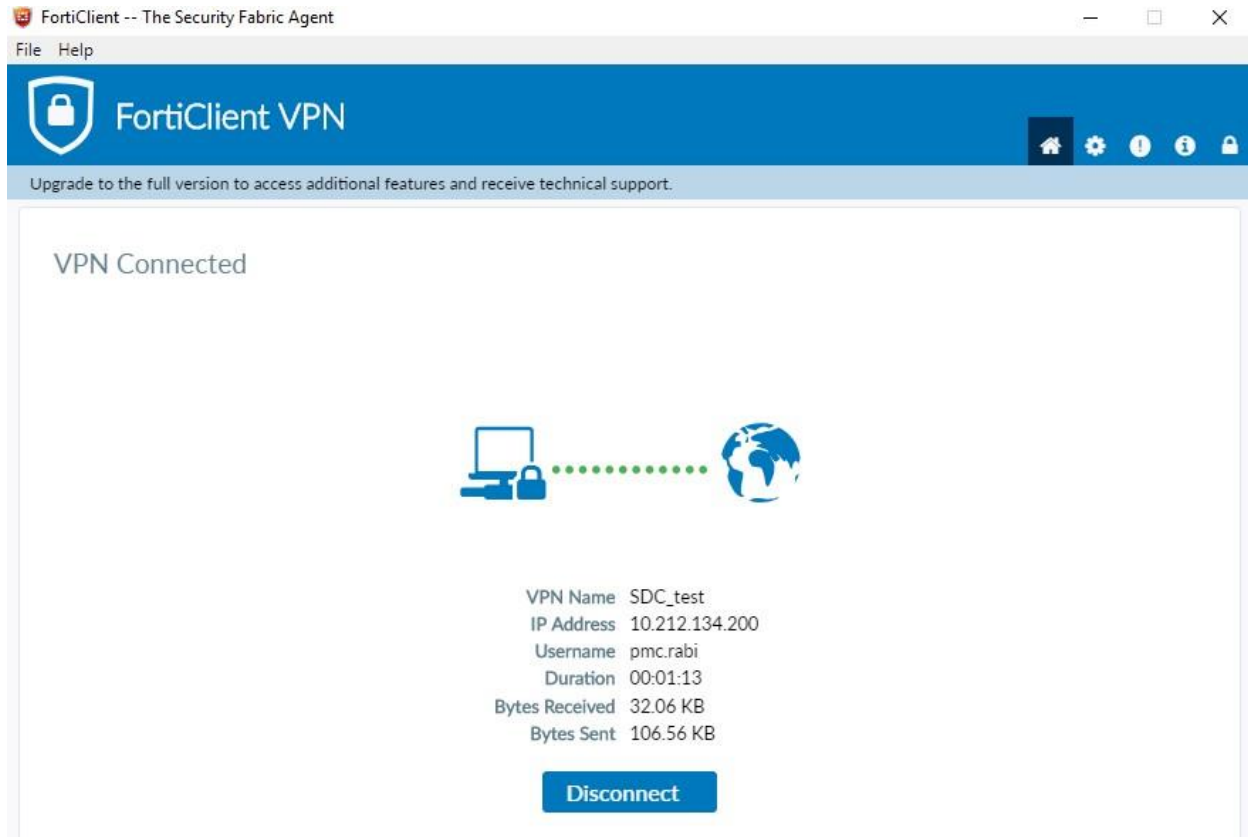 FortiClient -- The Security Fabric Agent
File Help
FortiClient VPN
Upgrade to the full version to access additional features and receive technical support.
VPN Connected
VPN Name SDC_test
IP Address 10.212.134.200
Username pmc.rabi
Duration 00:01:13
Bytes Received 32.06 KB
Bytes Sent 106.56 KB
Disconnect